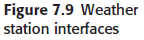 Figure 7.9 Weather
station interfaces